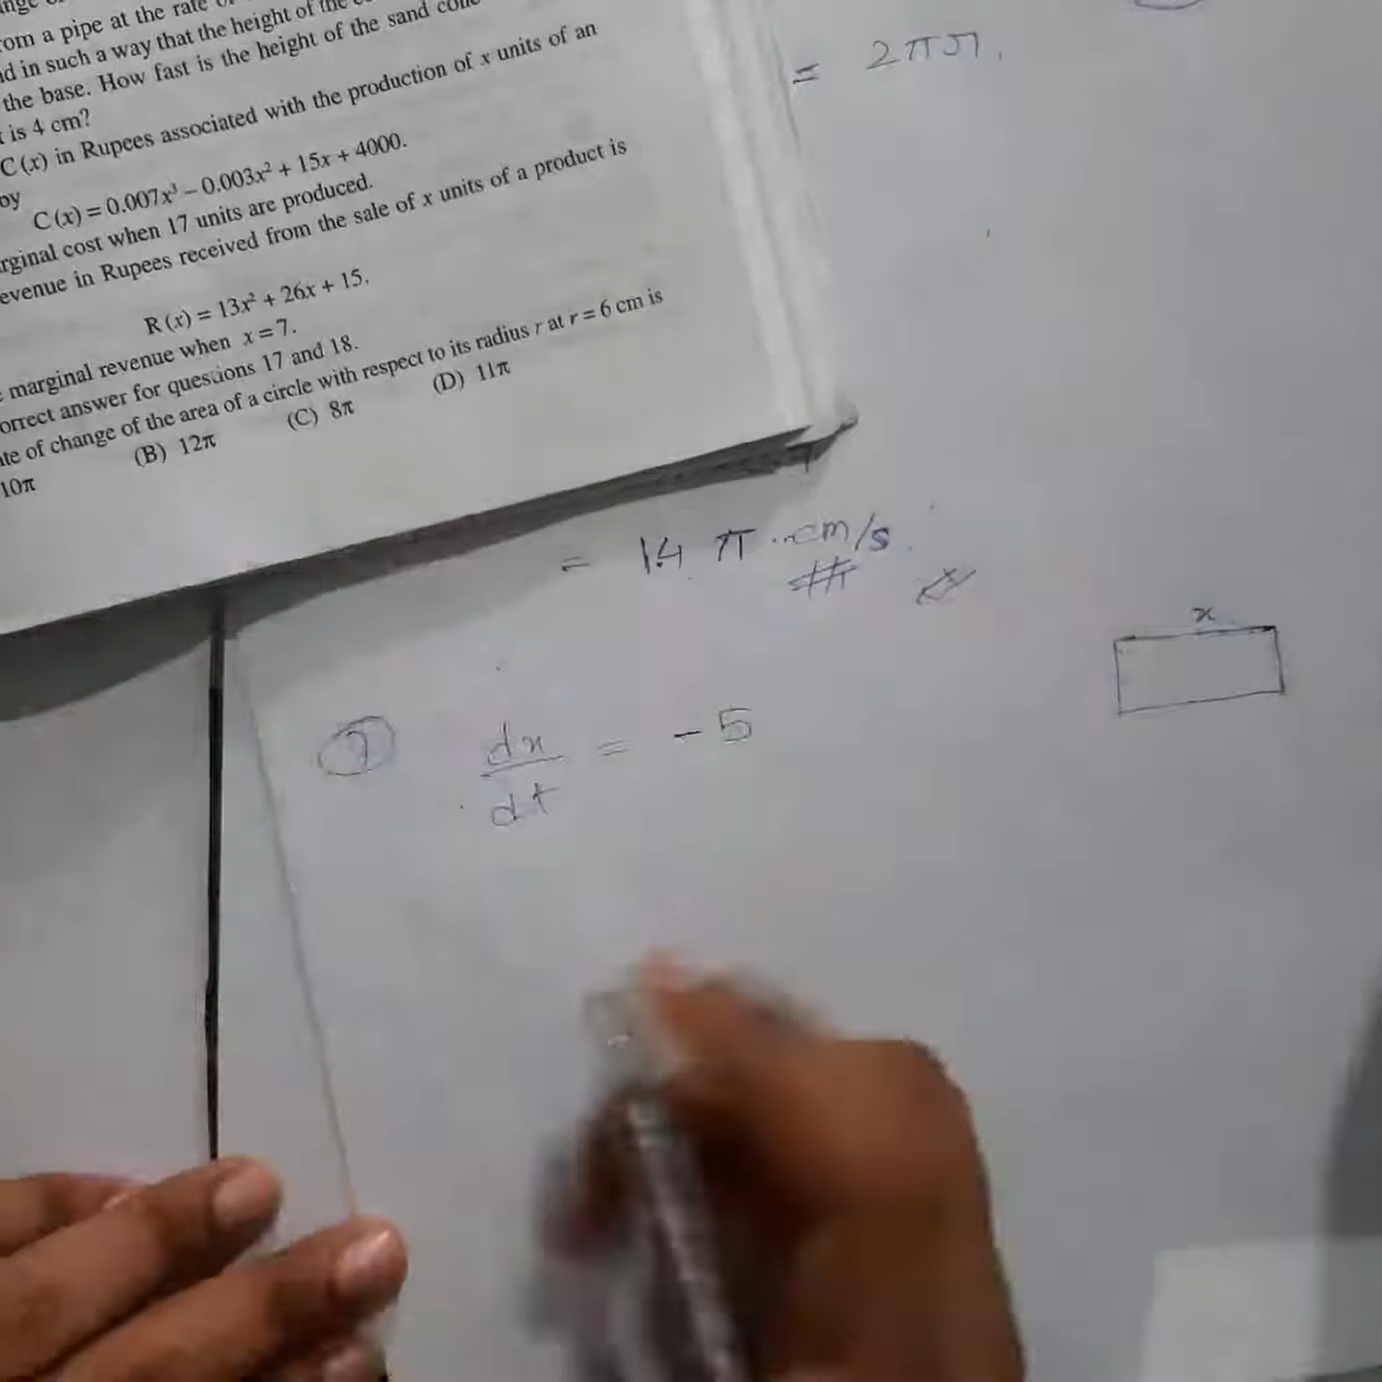 om a pipe at the rate
d in such a way that the height of the
the base. How fast is the height of the sand
is 4 cm?
C (x) in Rupees associated with the production of x units of an
by
C (x) = 0.007x³ – 0.003x² + 15x + 4000.
rginal cost when 17 units are produced.
evenue in Rupees received from the sale of x units of a product is
R (x) = 13x² + 26x + 15.
marginal revenue when x = 7.
orrect answer for questions 17 and 18.
te of change of the area of a circle with respect to its radius r at r = 6 cm is
10π (B) 12π (C) 8π (D) 11π
= 2πr.
= 1.4 π cm/s
x
7 dx/dt = - 5